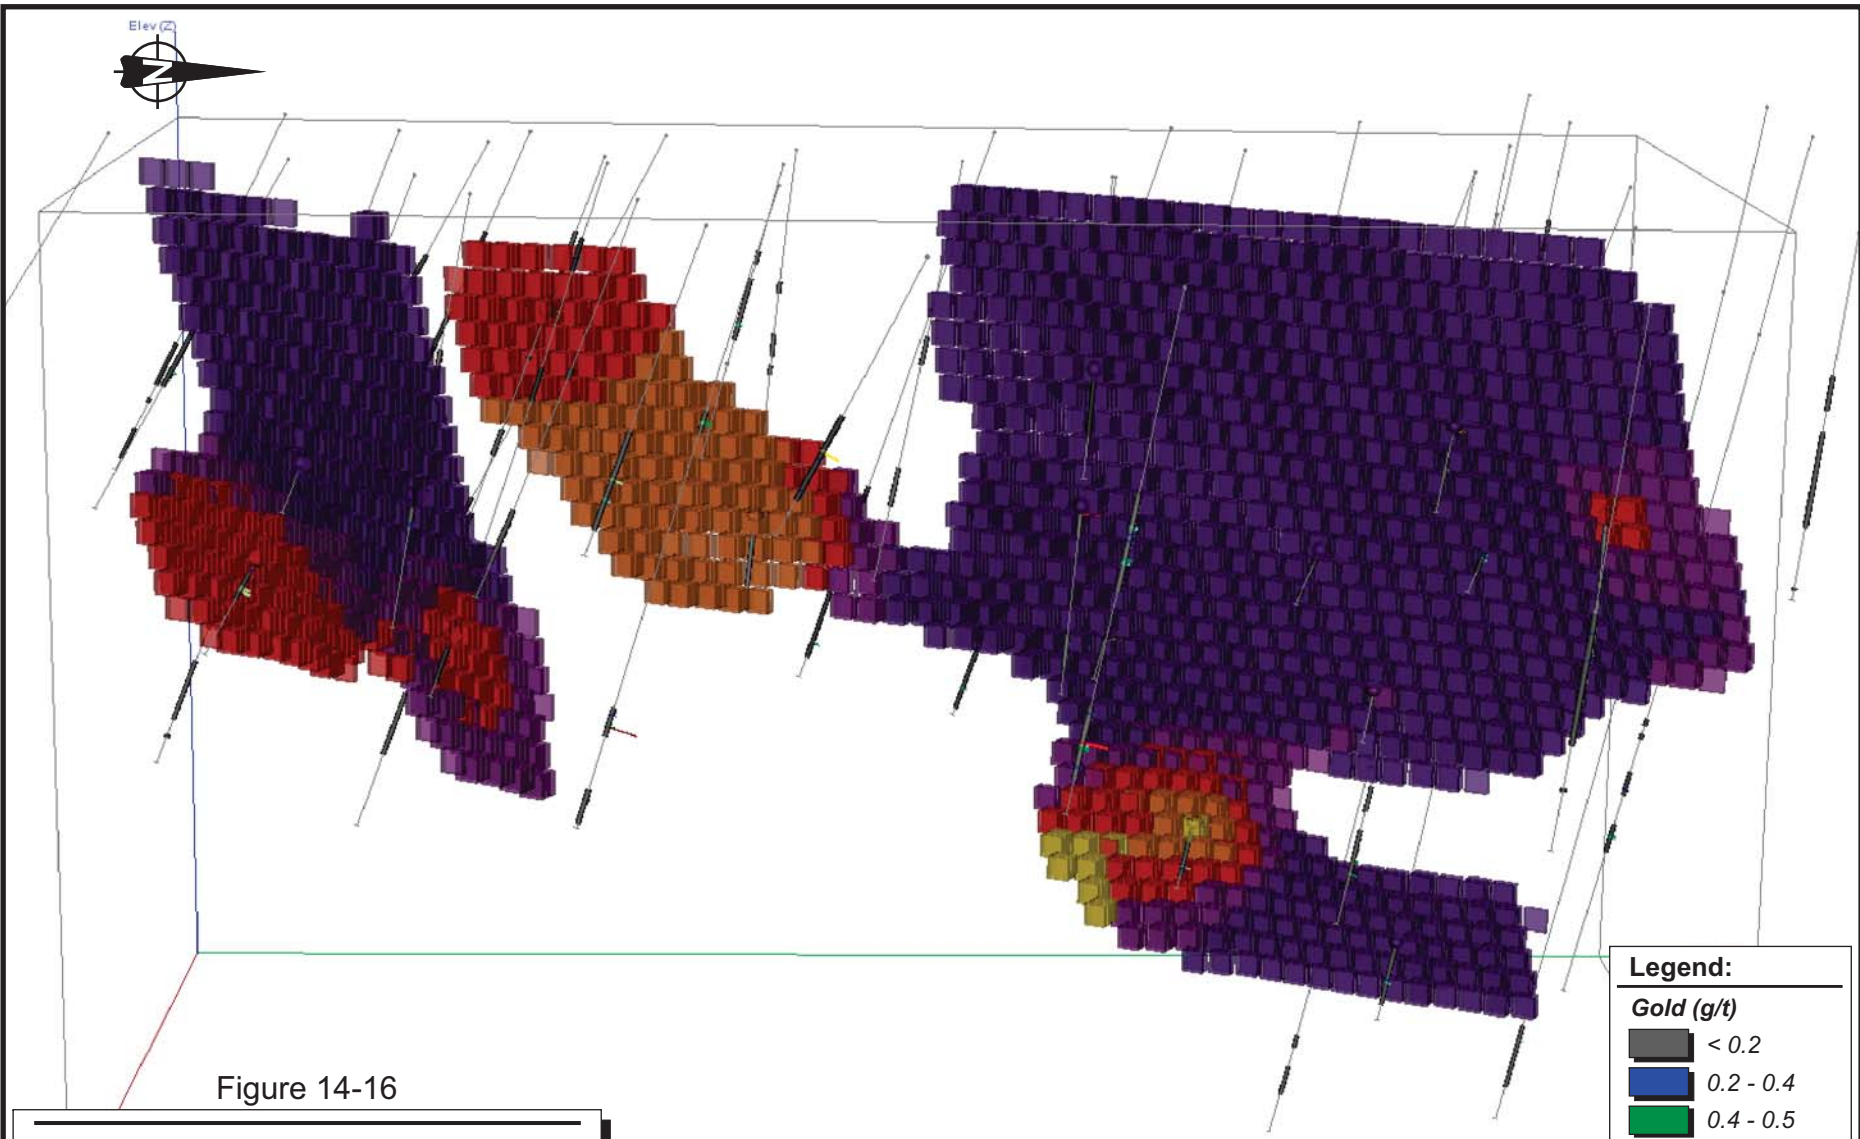 Elev (Z)
N
Figure 14-16
Legend:
Gold (g/t)
< 0.2
0.2 - 0.4
0.4 - 0.5